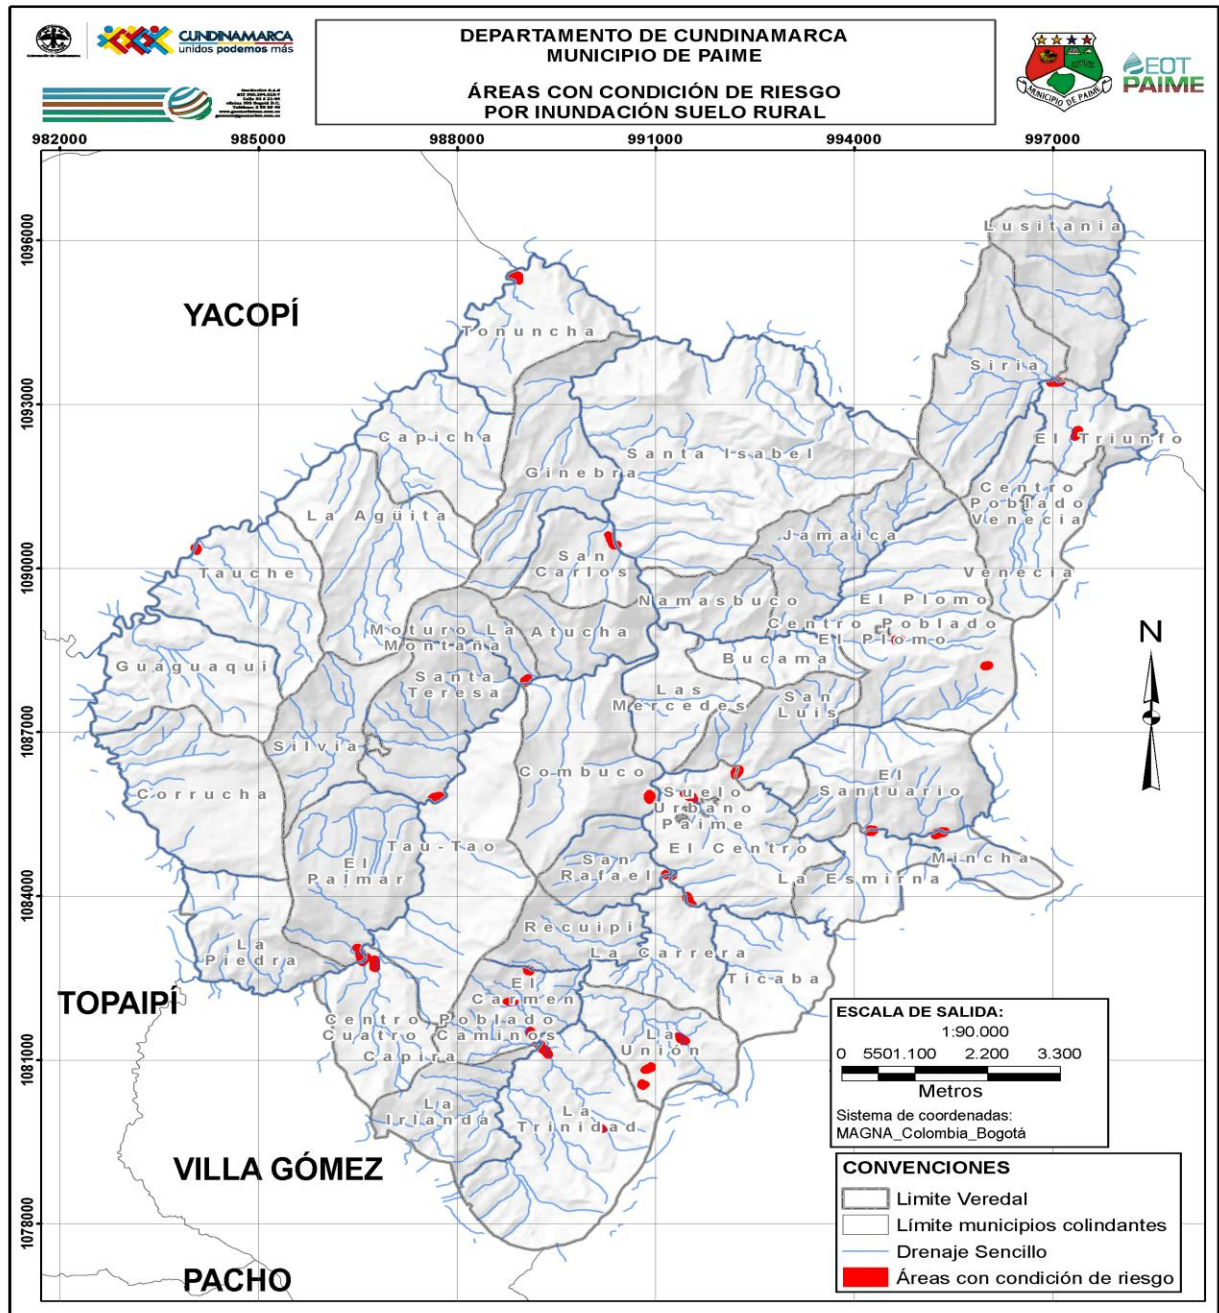 CUNDINAMARCA
unidos podemos más
DEPARTAMENTO DE CUNDINAMARCA
MUNICIPIO DE PAIME
ÁREAS CON CONDICIÓN DE RIESGO
POR INUNDACIÓN SUELO RURAL
MUNICIPIO DE PAIME
EOT
PAIME
982000 985000 988000 991000 994000 997000
1096000
1093000
1090000
1087000
1084000
1081000
1078000
YACOPÍ
TOPAIPÍ
VILLA GÓMEZ
PACHO
Lusitania
Tonuncha
Siria
Capicha
El Triunfo
Santa Isabel
Ginebra
Centro
Poblado
Venecia
La Agüita
Jamaica
San
Carlos
Tauche
Venecia
Namasbuco
El Plomo
Centro Poblado
El Plomo
Moturo La
Montaña
Atucha
Guaguaqui
Bucama
Santa
Teresa
Las
Mercedes
San
Luis
Silvia
Combuco
Corrucha
El
Santuario
Suelo
Urbano
Paime
Tau-Tao
El Centro
Mincha
El
Palmar
San
Rafael
La Esmirna
Recuipí
La
Piedra
La Carrera
Ticaba
El
Carmen
Centro Poblado
Cuatro Caminos
Capira
La
Unión
La
Irlanda
La
Trinidad
N
ESCALA DE SALIDA:
1:90.000
0 550 1.100 2.200 3.300
Metros
Sistema de coordenadas:
MAGNA_Colombia_Bogotá
CONVENCIONES
Limite Veredal
Límite municipios colindantes
Drenaje Sencillo
Áreas con condición de riesgo